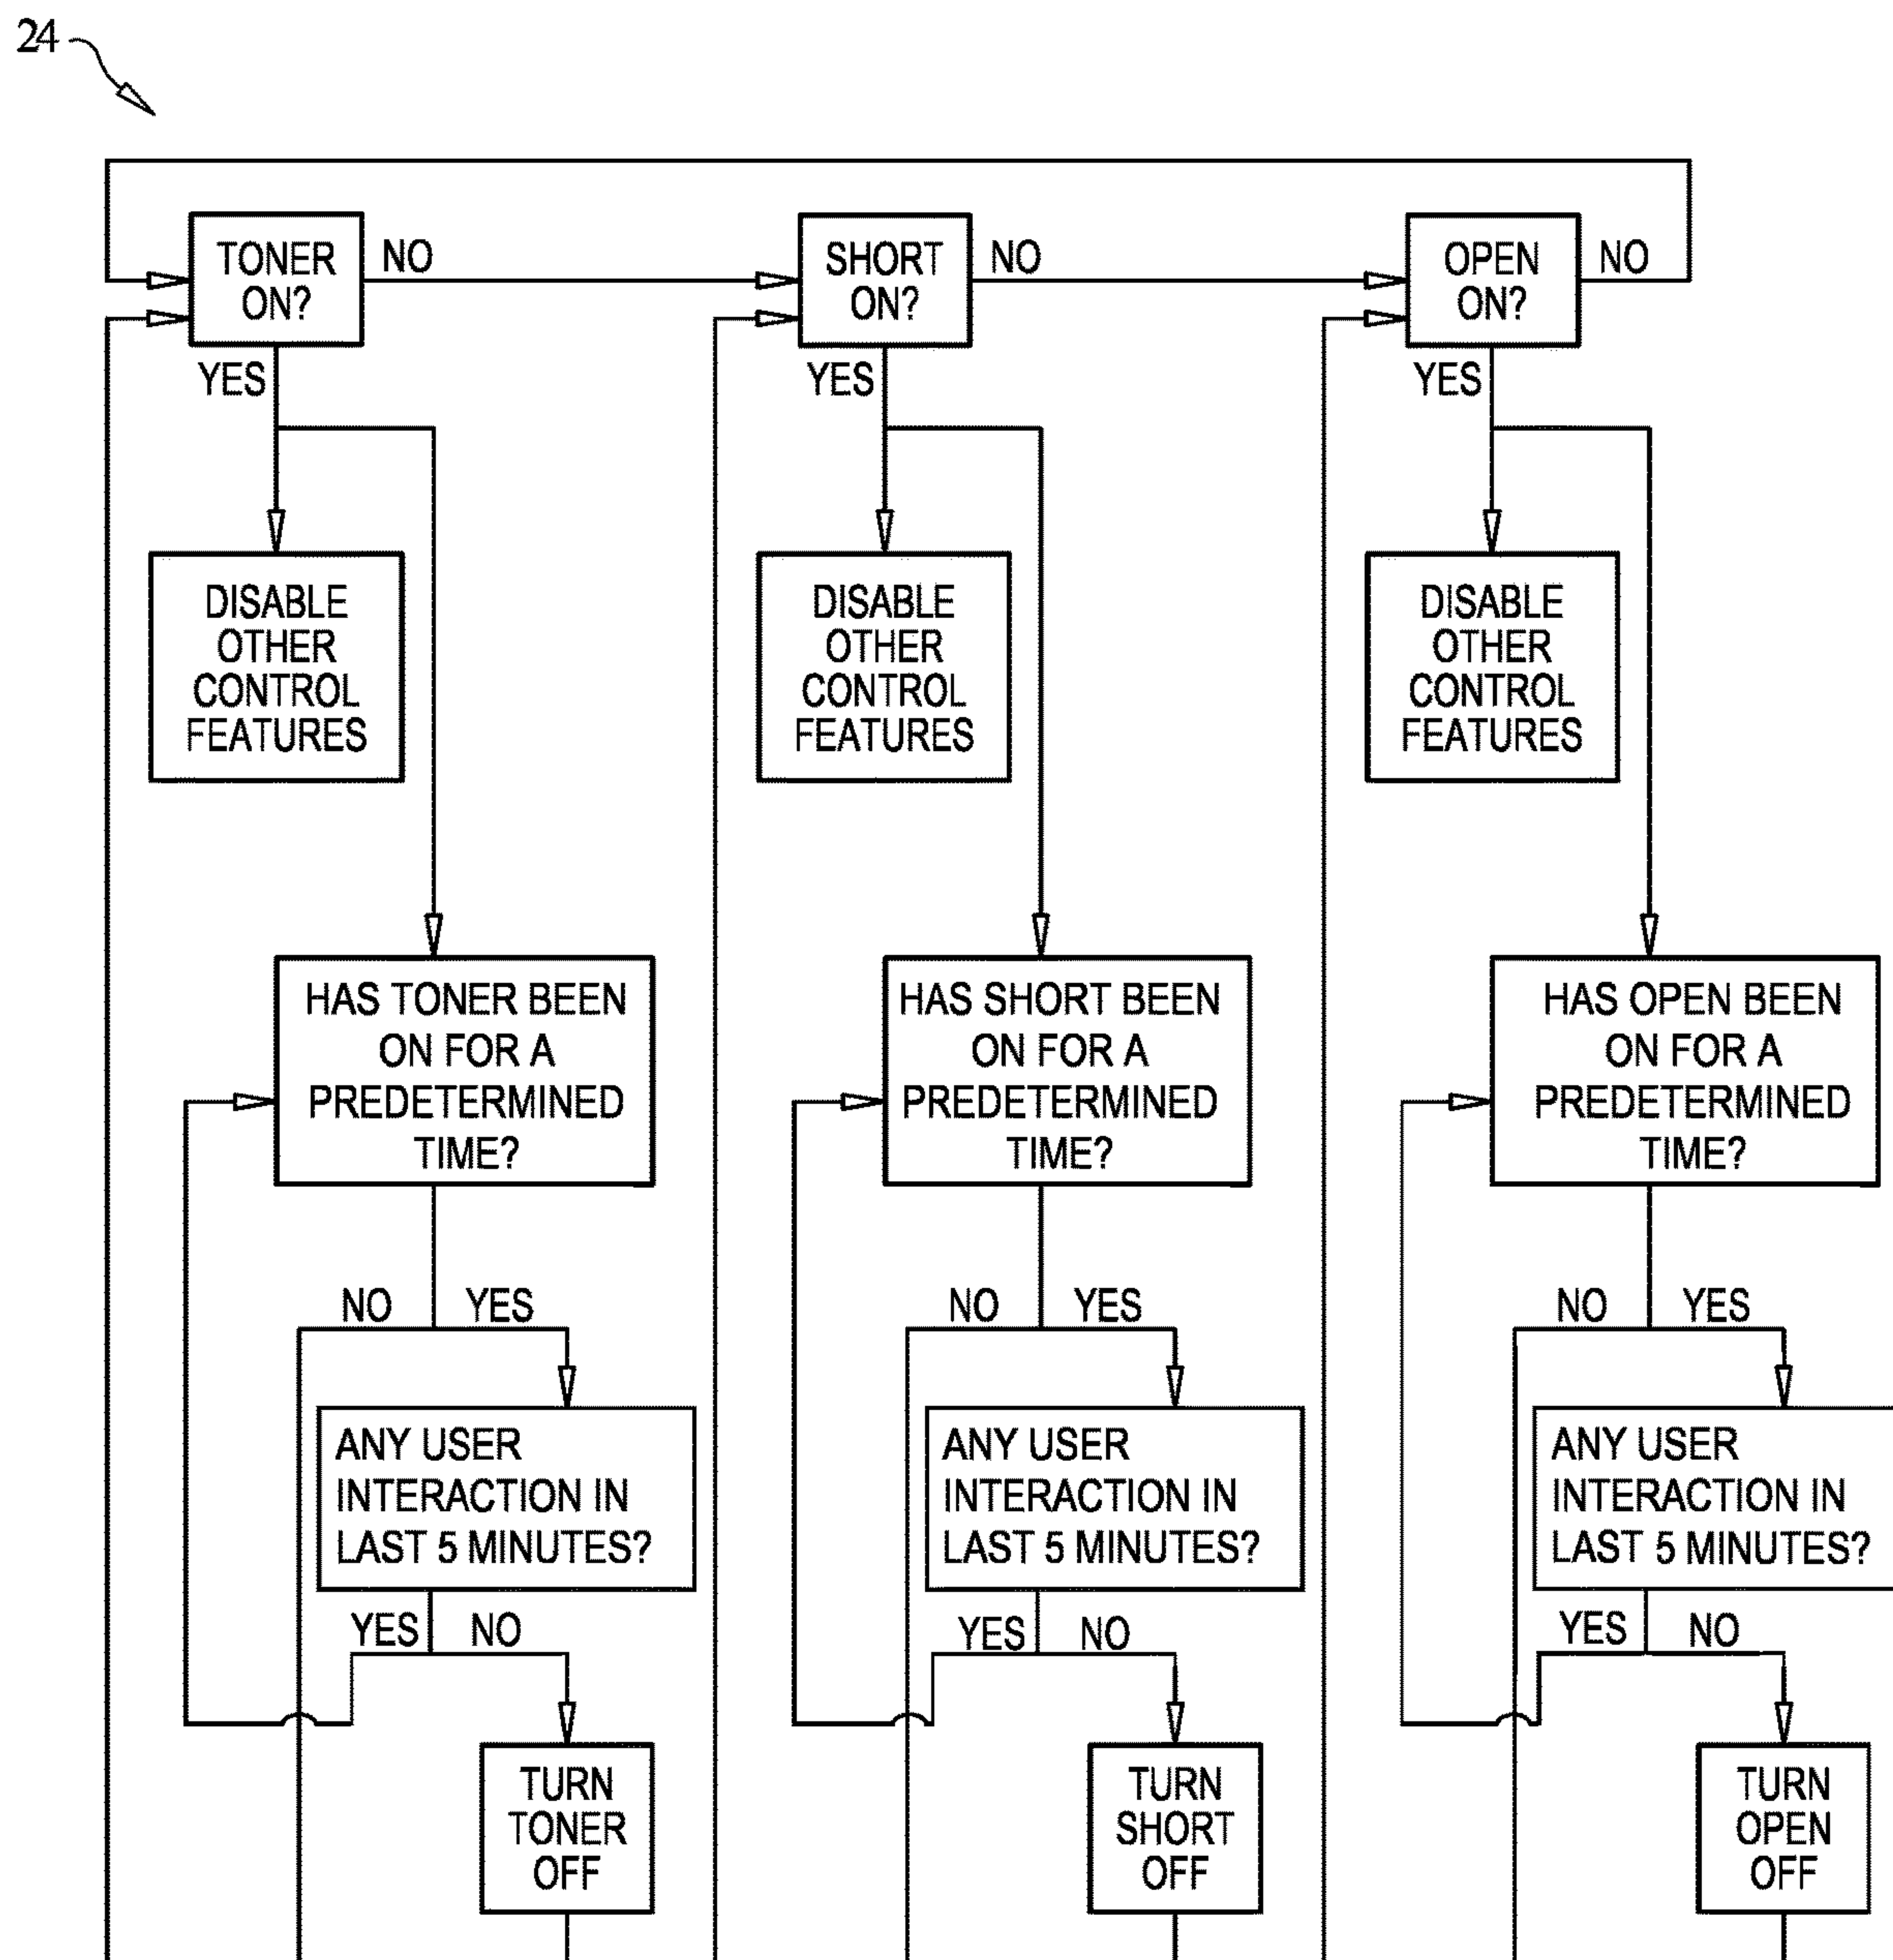 24
TONER
ON?
NO
SHORT
ON?
NO
OPEN
ON?
NO
YES
YES
YES
DISABLE
OTHER
CONTROL
FEATURES
DISABLE
OTHER
CONTROL
FEATURES
DISABLE
OTHER
CONTROL
FEATURES
HAS TONER BEEN
ON FOR A
PREDETERMINED
TIME?
HAS SHORT BEEN
ON FOR A
PREDETERMINED
TIME?
HAS OPEN BEEN
ON FOR A
PREDETERMINED
TIME?
NO
YES
NO
YES
NO
YES
ANY USER
INTERACTION IN
LAST 5 MINUTES?
ANY USER
INTERACTION IN
LAST 5 MINUTES?
ANY USER
INTERACTION IN
LAST 5 MINUTES?
YES
NO
YES
NO
YES
NO
TURN
TONER
OFF
TURN
SHORT
OFF
TURN
OPEN
OFF